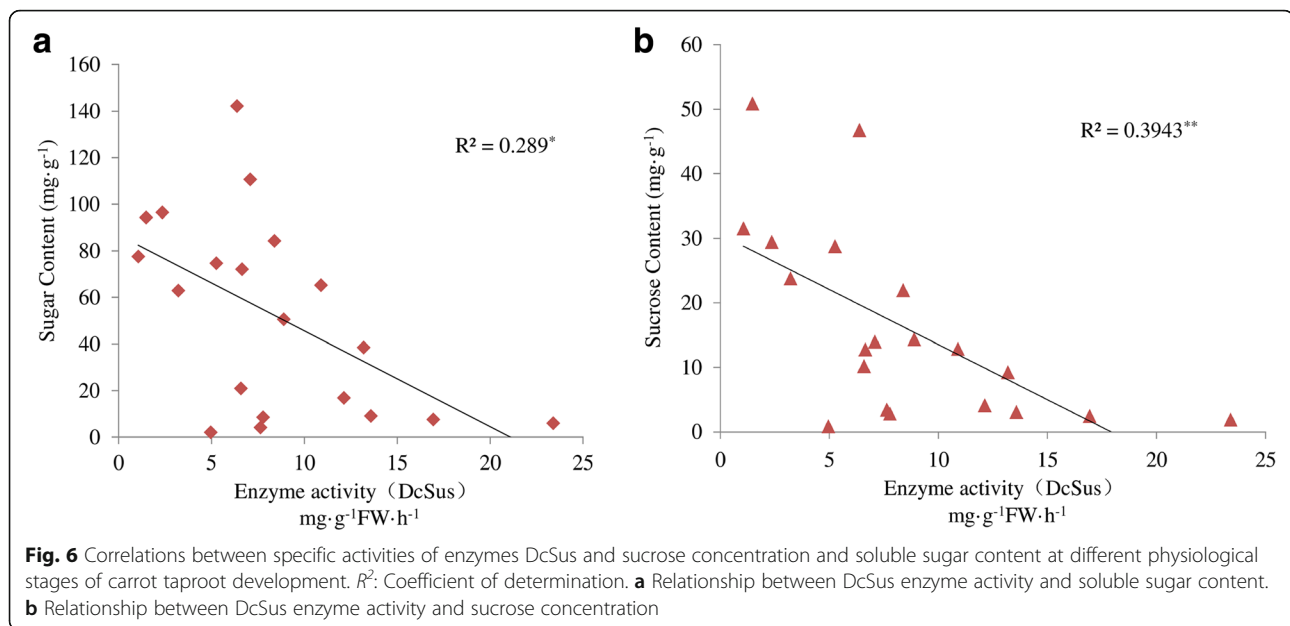 a
160
140
120
100
80
60
40
20
0
Sugar Content (mg·g⁻¹)
R² = 0.289*
0 5 10 15 20 25
Enzyme activity（DcSus）
mg·g⁻¹FW·h⁻¹
b
60
50
40
30
20
10
0
Sucrose Content (mg·g⁻¹)
R² = 0.3943**
0 5 10 15 20 25
Enzyme activity（DcSus）
mg·g⁻¹FW·h⁻¹
Fig. 6 Correlations between specific activities of enzymes DcSus and sucrose concentration and soluble sugar content at different physiological
stages of carrot taproot development. R²: Coefficient of determination. a Relationship between DcSus enzyme activity and soluble sugar content.
b Relationship between DcSus enzyme activity and sucrose concentration